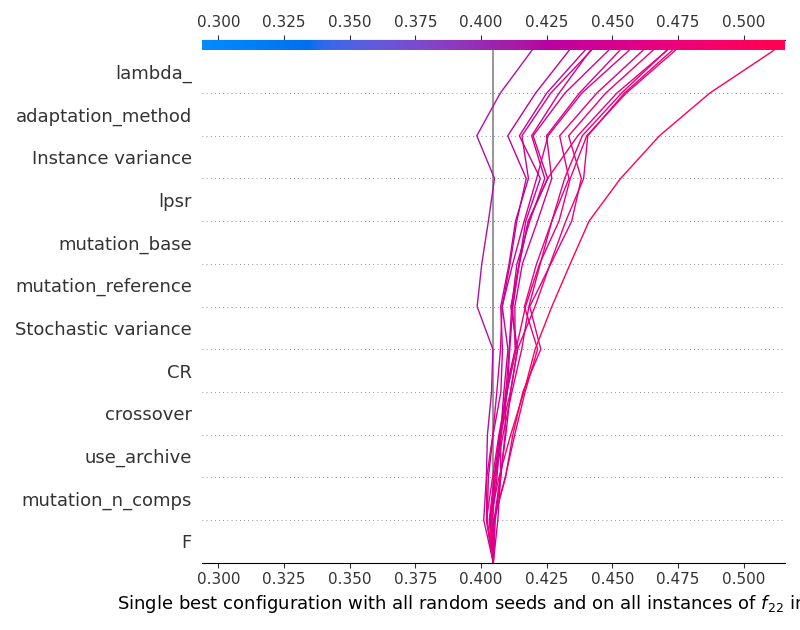 0.300 0.325 0.350 0.375 0.400 0.425 0.450 0.475 0.500
lambda_
adaptation_method
Instance variance
lpsr
mutation_base
mutation_reference
Stochastic variance
CR
crossover
use_archive
mutation_n_comps
F
0.300 0.325 0.350 0.375 0.400 0.425 0.450 0.475 0.500
Single best configuration with all random seeds and on all instances of f22 in